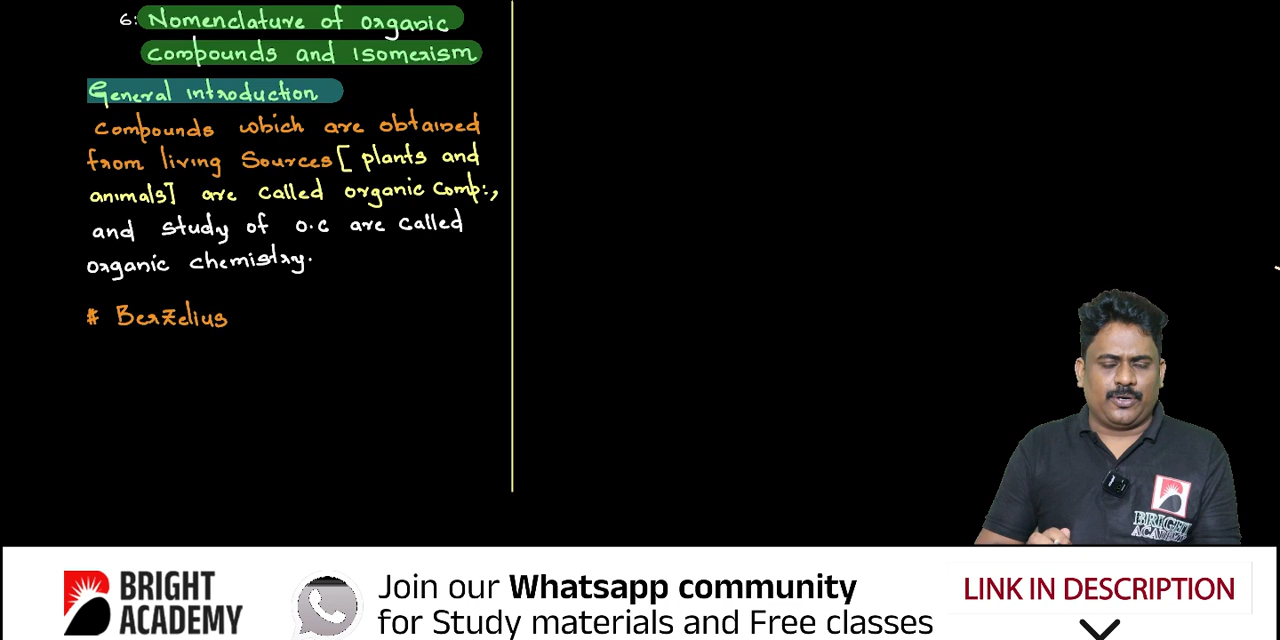 6: Nomenclature of organic
compounds and Isomerism
General introduction
compounds which are obtained
from living Sources [ plants and
animals] are called organic comp:,
and study of o.c are called
organic chemistry.
# Berzelius
BRIGHT
ACADEMY
BRIGHT
ACADEMY
Join our Whatsapp community
for Study materials and Free classes
LINK IN DESCRIPTION